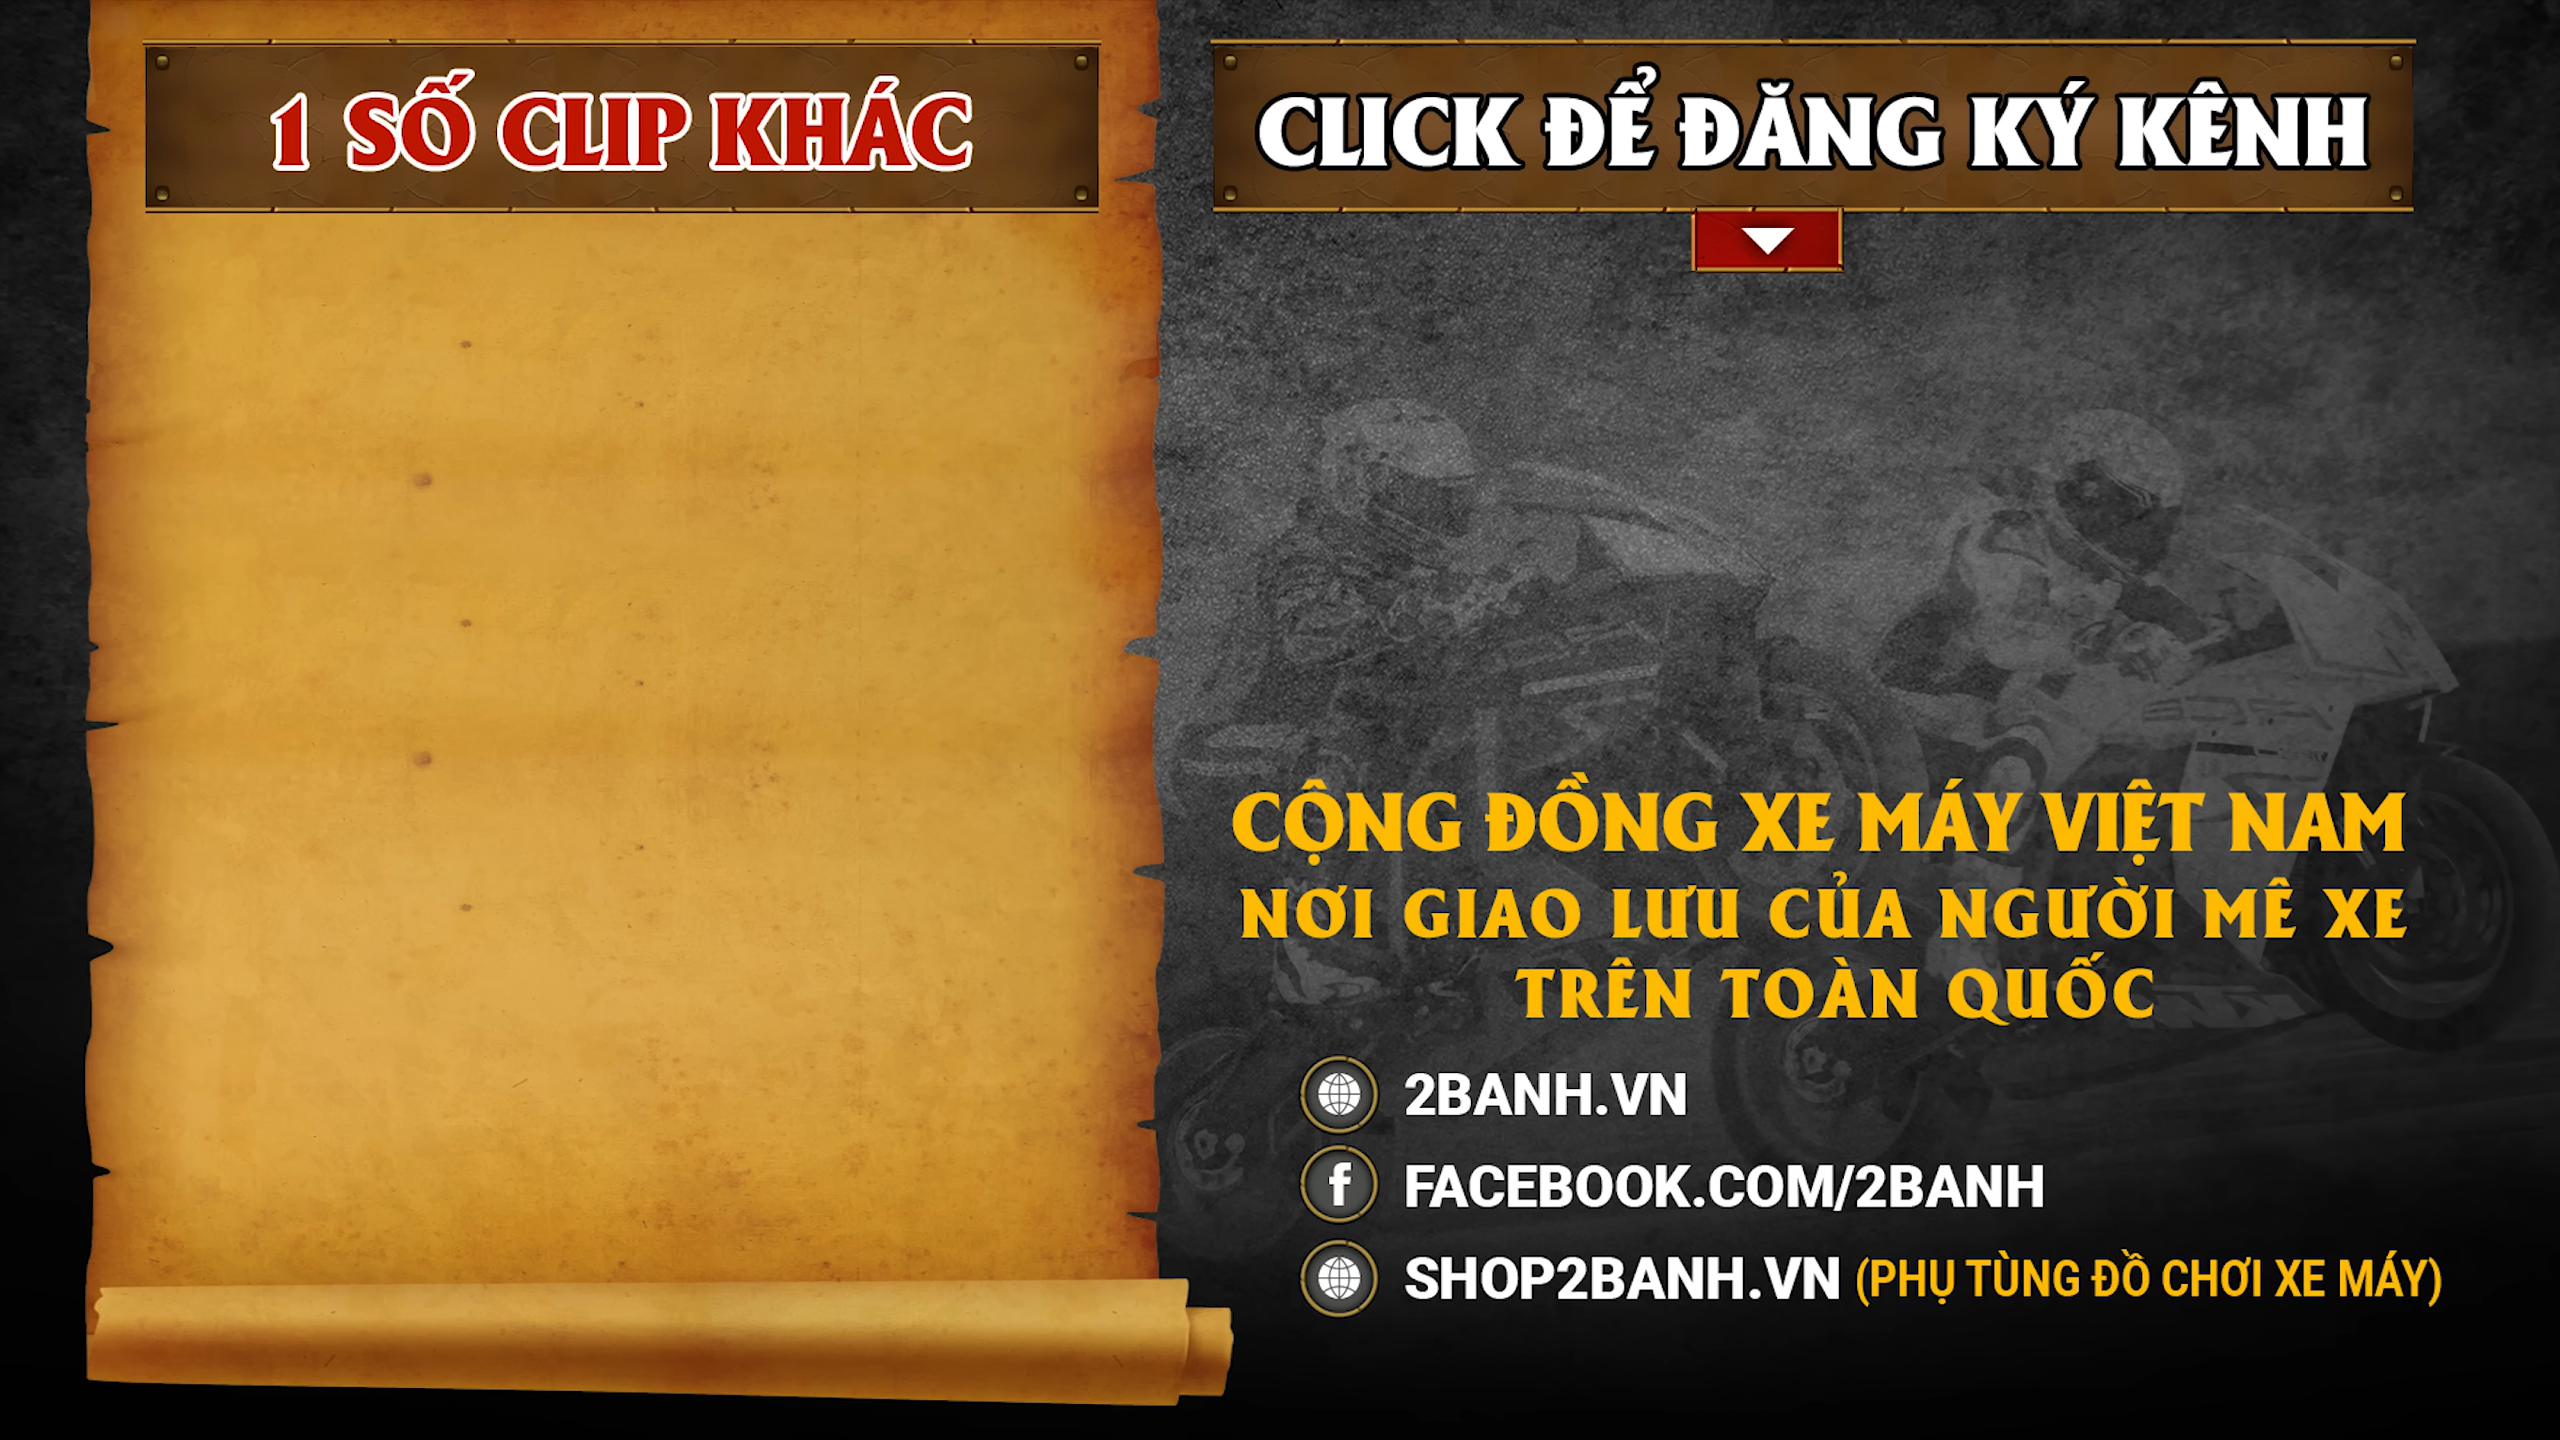 1 SỐ CLIP KHÁC
CLICK ĐỂ ĐĂNG KÝ KÊNH
CỘNG ĐỒNG XE MÁY VIỆT NAM
NƠI GIAO LƯU CỦA NGƯỜI MÊ XE
TRÊN TOÀN QUỐC
2BANH.VN
FACEBOOK.COM/2BANH
SHOP2BANH.VN (PHỤ TÙNG ĐỒ CHƠI XE MÁY)